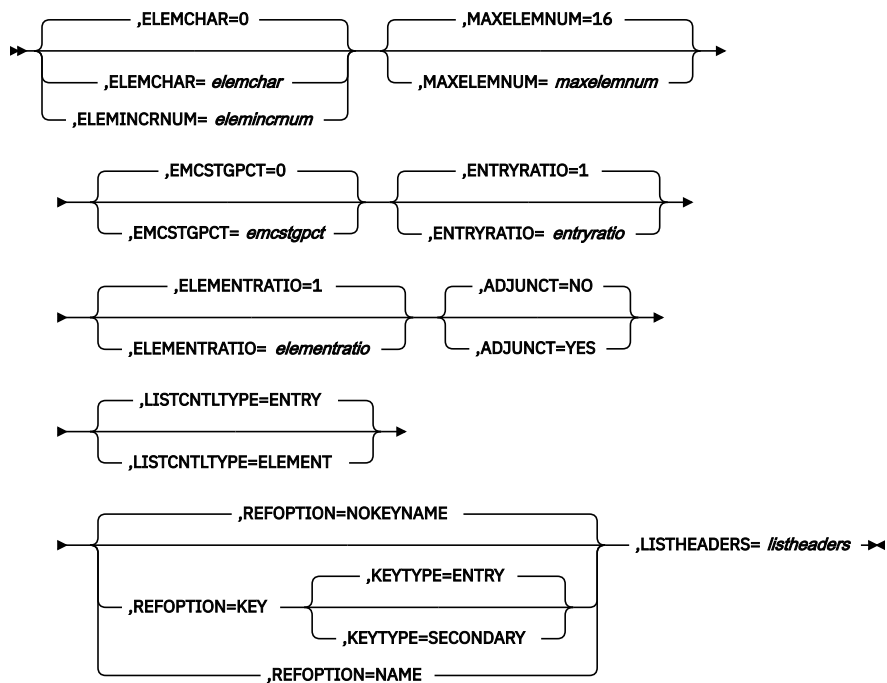 ,ELEMCHAR=0
,MAXELEMNUM=16
,ELEMCHAR= elemchar
,MAXELEMNUM= maxelemnum
,ELEMINCRNUM= elemincrnum
,EMCSTGPCT=0
,ENTRYRATIO=1
,EMCSTGPCT= emcstgpct
,ENTRYRATIO= entryratio
,ELEMENTRATIO=1
,ADJUNCT=NO
,ELEMENTRATIO= elementratio
,ADJUNCT=YES
,LISTCNTLTYPE=ENTRY
,LISTCNTLTYPE=ELEMENT
,REFOPTION=NOKEYNAME
,LISTHEADERS= listheaders
,KEYTYPE=ENTRY
,REFOPTION=KEY
,KEYTYPE=SECONDARY
,REFOPTION=NAME